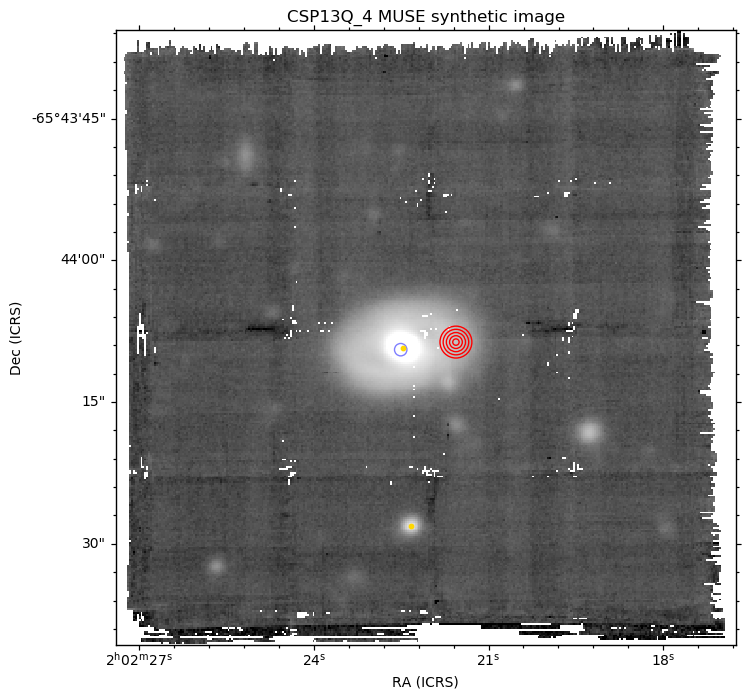 CSP13Q_4 MUSE synthetic image
-65°43'45"
44'00"
15"
30"
Dec (ICRS)
2ʰ02ᵐ27ˢ 24ˢ 21ˢ 18ˢ
RA (ICRS)